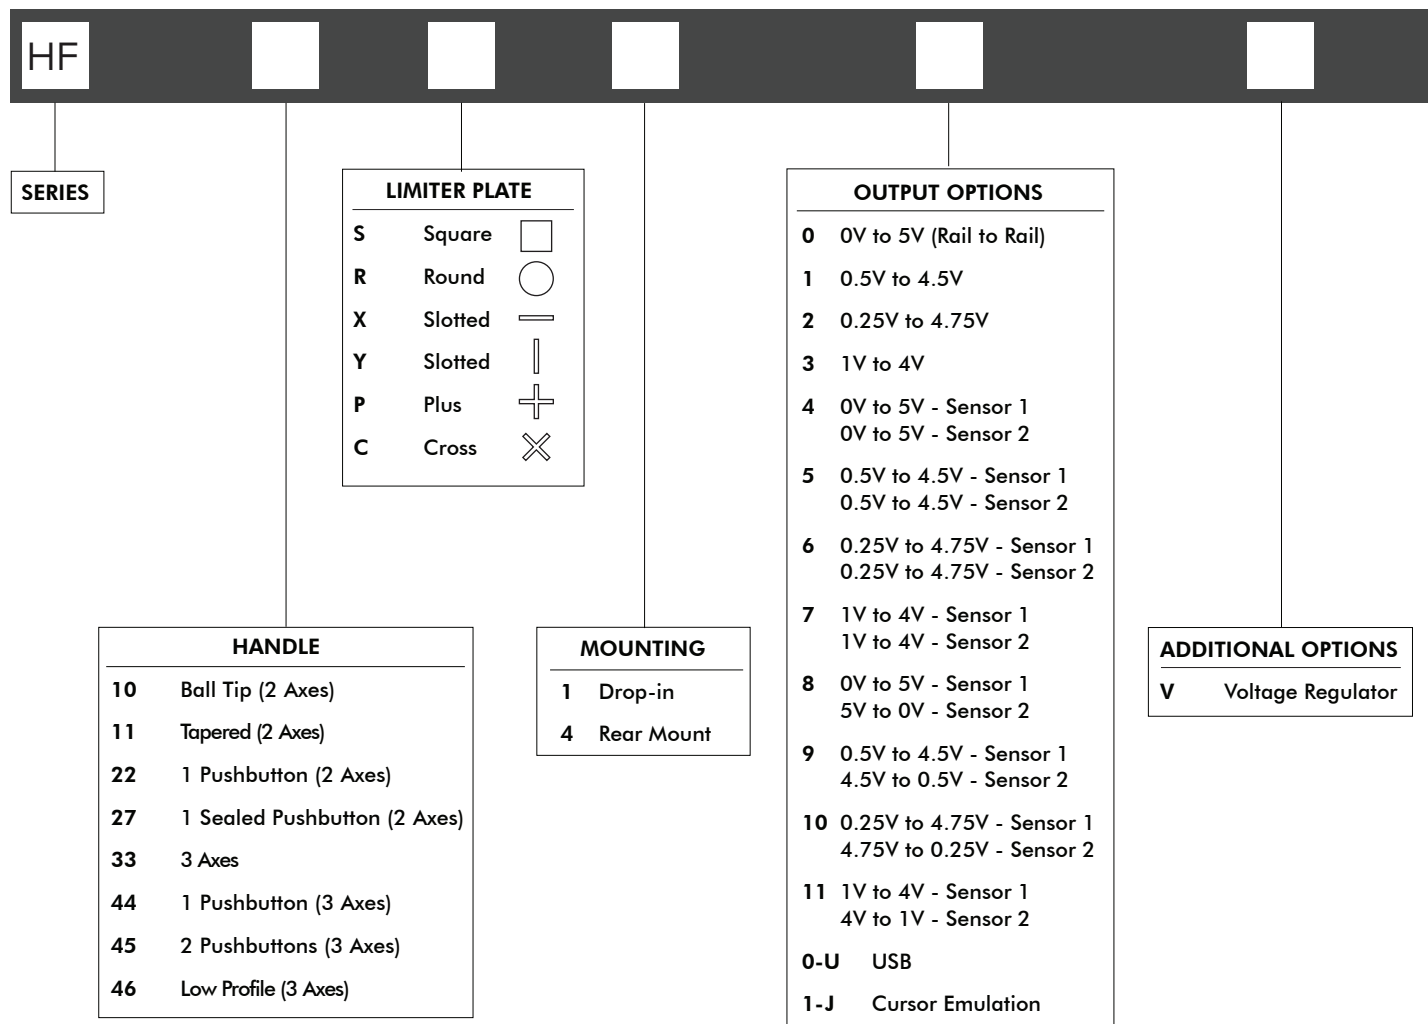 HF
SERIES
LIMITER PLATE
S Square
R Round
X Slotted
Y Slotted
P Plus
C Cross
OUTPUT OPTIONS
0 0V to 5V (Rail to Rail)
1 0.5V to 4.5V
2 0.25V to 4.75V
3 1V to 4V
4 0V to 5V - Sensor 1
0V to 5V - Sensor 2
5 0.5V to 4.5V - Sensor 1
0.5V to 4.5V - Sensor 2
6 0.25V to 4.75V - Sensor 1
0.25V to 4.75V - Sensor 2
7 1V to 4V - Sensor 1
1V to 4V - Sensor 2
8 0V to 5V - Sensor 1
5V to 0V - Sensor 2
9 0.5V to 4.5V - Sensor 1
4.5V to 0.5V - Sensor 2
10 0.25V to 4.75V - Sensor 1
4.75V to 0.25V - Sensor 2
11 1V to 4V - Sensor 1
4V to 1V - Sensor 2
0-U USB
1-J Cursor Emulation
HANDLE
10 Ball Tip (2 Axes)
11 Tapered (2 Axes)
22 1 Pushbutton (2 Axes)
27 1 Sealed Pushbutton (2 Axes)
33 3 Axes
44 1 Pushbutton (3 Axes)
45 2 Pushbuttons (3 Axes)
46 Low Profile (3 Axes)
MOUNTING
1 Drop-in
4 Rear Mount
ADDITIONAL OPTIONS
V Voltage Regulator